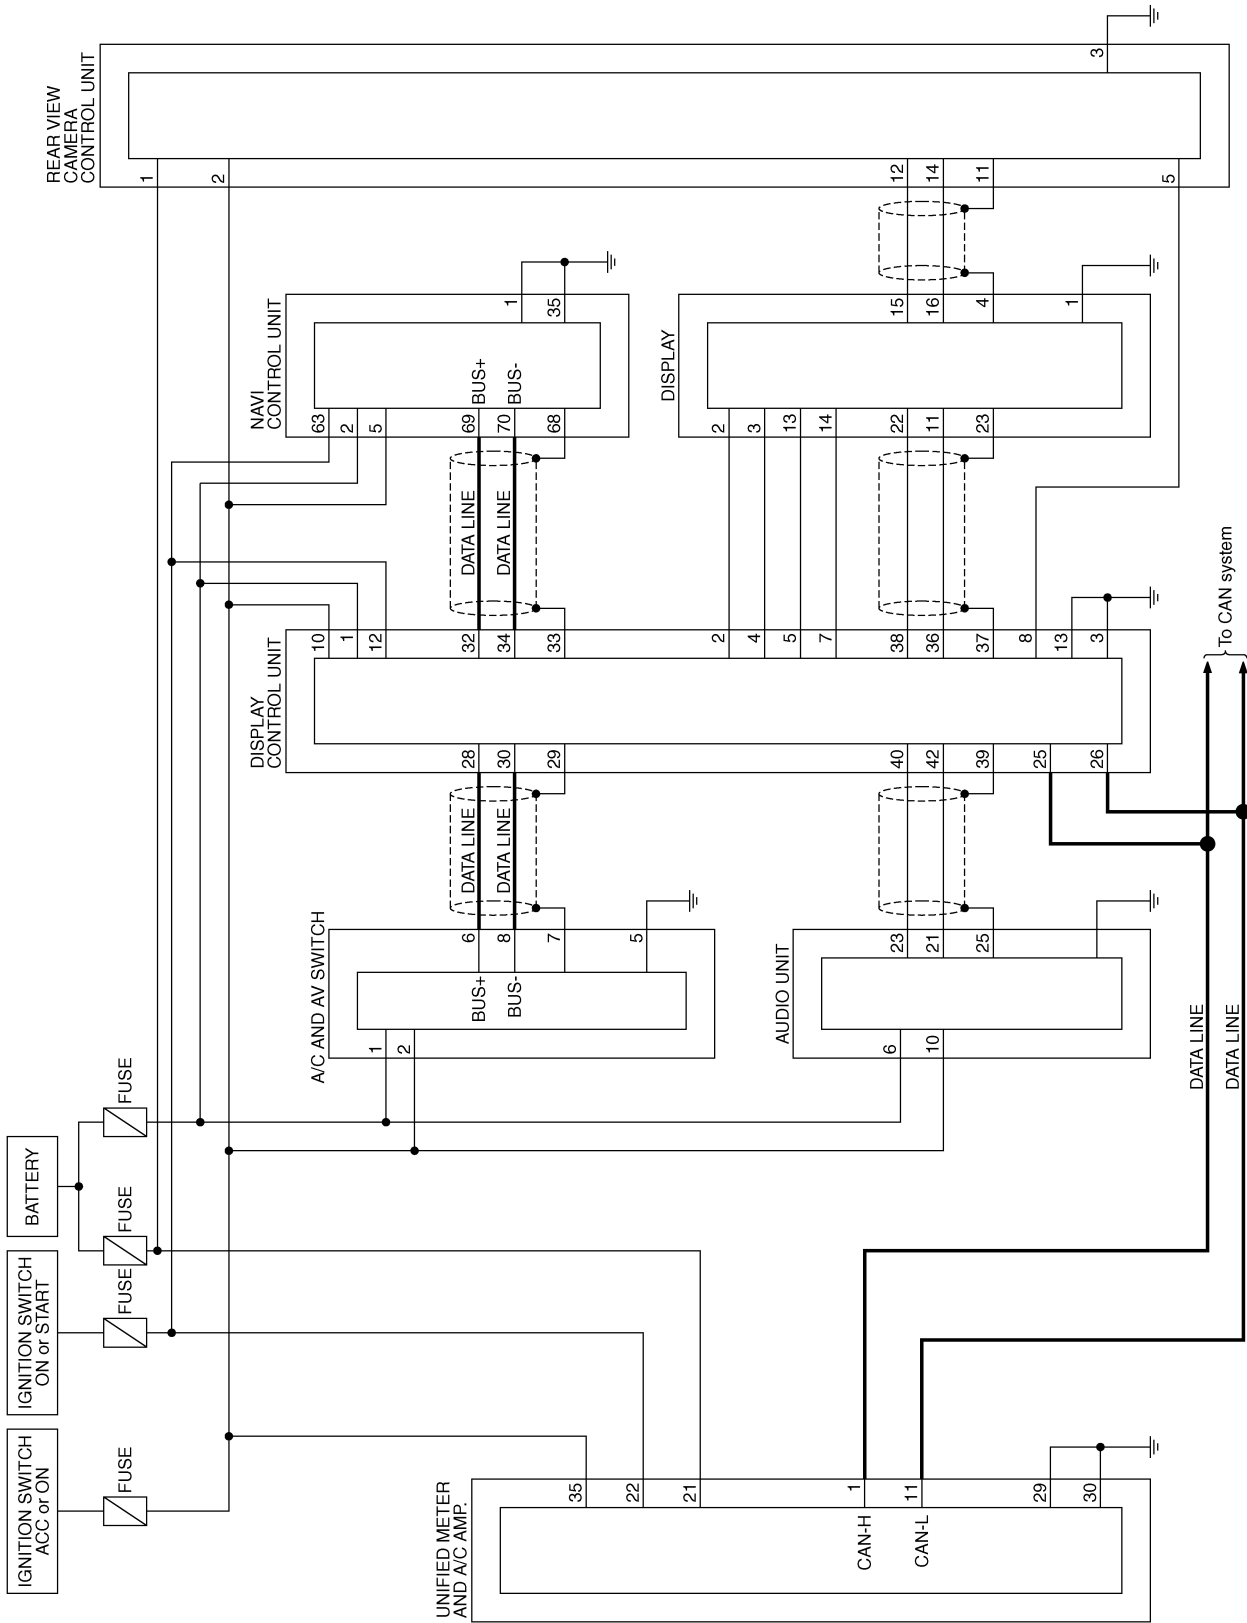 IGNITION SWITCH
ACC or ON
IGNITION SWITCH
ON or START
BATTERY
FUSE
FUSE
FUSE
FUSE
UNIFIED METER
AND A/C AMP.
35
22
21
1
11
29
30
CAN-H
CAN-L
A/C AND AV SWITCH
1
2
BUS+
BUS-
6
8
7
5
AUDIO UNIT
6
10
23
21
25
DATA LINE
DATA LINE
DATA LINE
DATA LINE
DISPLAY
CONTROL UNIT
28
30
29
40
42
39
25
26
10
1
12
32
34
33
2
4
5
7
38
36
37
8
13
3
To CAN system
DATA LINE
DATA LINE
NAVI
CONTROL UNIT
63
2
5
69
70
68
BUS+
BUS-
1
35
DISPLAY
2
3
13
14
22
11
23
15
16
4
1
REAR VIEW
CAMERA
CONTROL UNIT
1
2
12
14
11
5
3